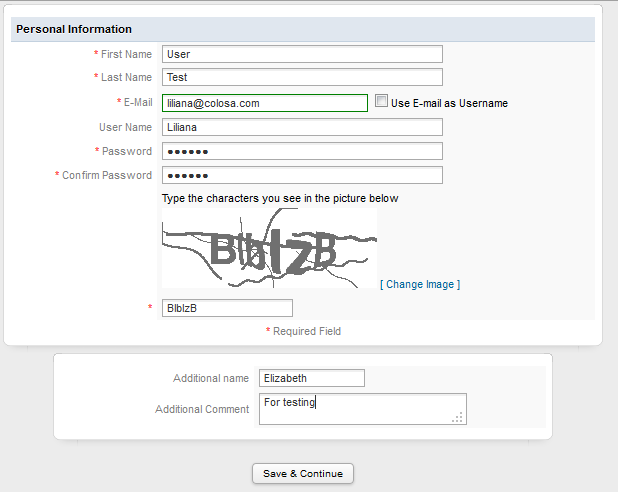 Personal Information
* First Name User
* Last Name Test
* E-Mail liliana@colosa.com Use E-mail as Username
User Name Liliana
* Password ●●●●●●
* Confirm Password ●●●●●●
Type the characters you see in the picture below
BlblzB
[ Change Image ]
* BlblzB
* Required Field
Additional name Elizabeth
Additional Comment For testing
Save & Continue